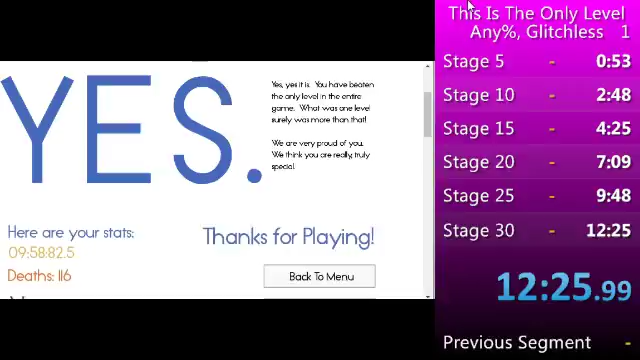 YES.
Yes, yes it is. You have beaten
the only level in the entire
game. What was one level
surely was more than that!
We are very proud of you.
We think you are really, truly
special.
Here are your stats:
09:58:82.5
Deaths: 116
Thanks for Playing!
Back To Menu
This Is The Only Level
Any%, Glitchless 1
Stage 5 - 0:53
Stage 10 - 2:48
Stage 15 - 4:25
Stage 20 - 7:09
Stage 25 - 9:48
Stage 30 - 12:25
12:25.99
Previous Segment -